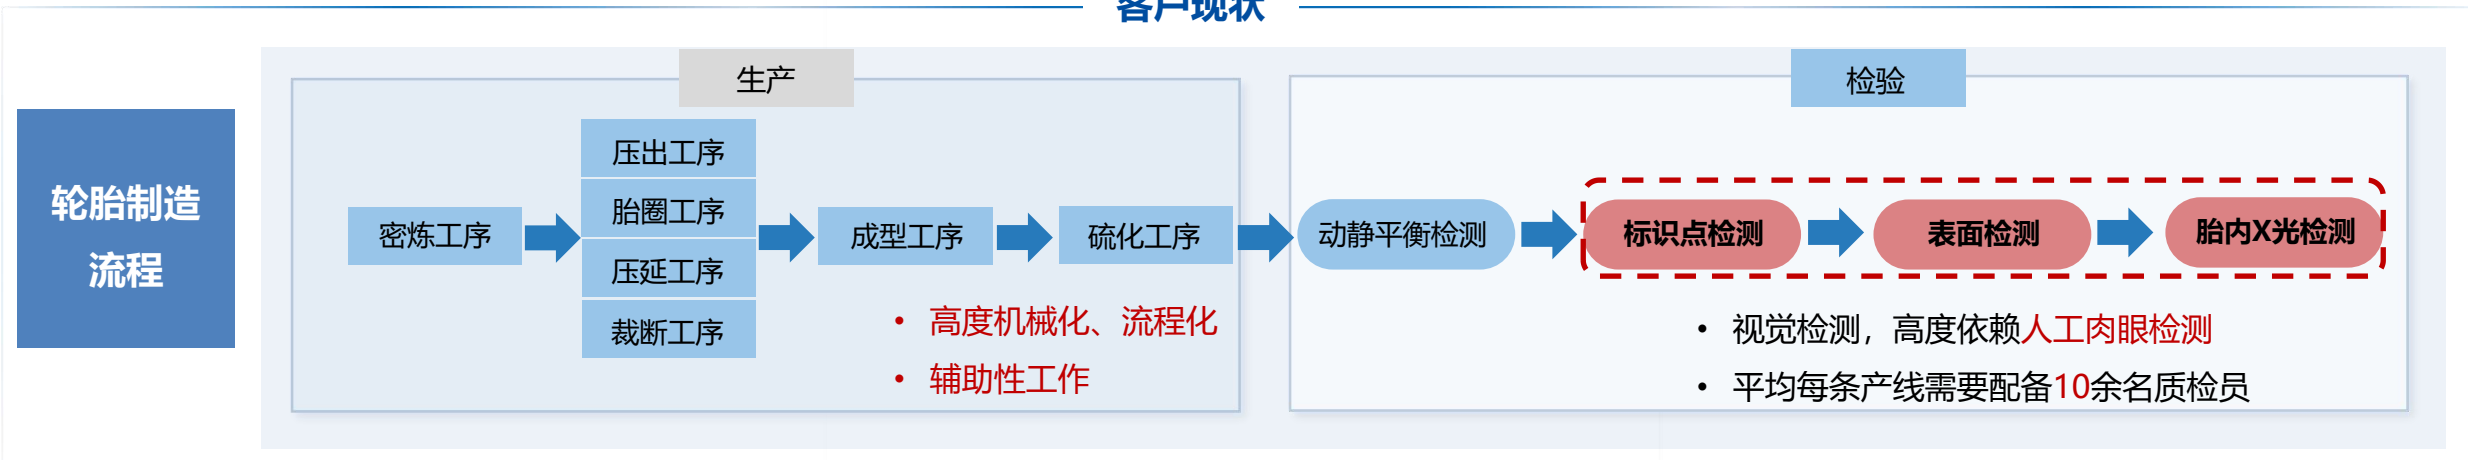 客户现状
生产
检验
轮胎制造
流程
密炼工序
压出工序
胎圈工序
压延工序
裁断工序
成型工序
硫化工序
动静平衡检测
标识点检测
表面检测
胎内X光检测
• 高度机械化、流程化
• 辅助性工作
• 视觉检测，高度依赖人工肉眼检测
• 平均每条产线需要配备10余名质检员